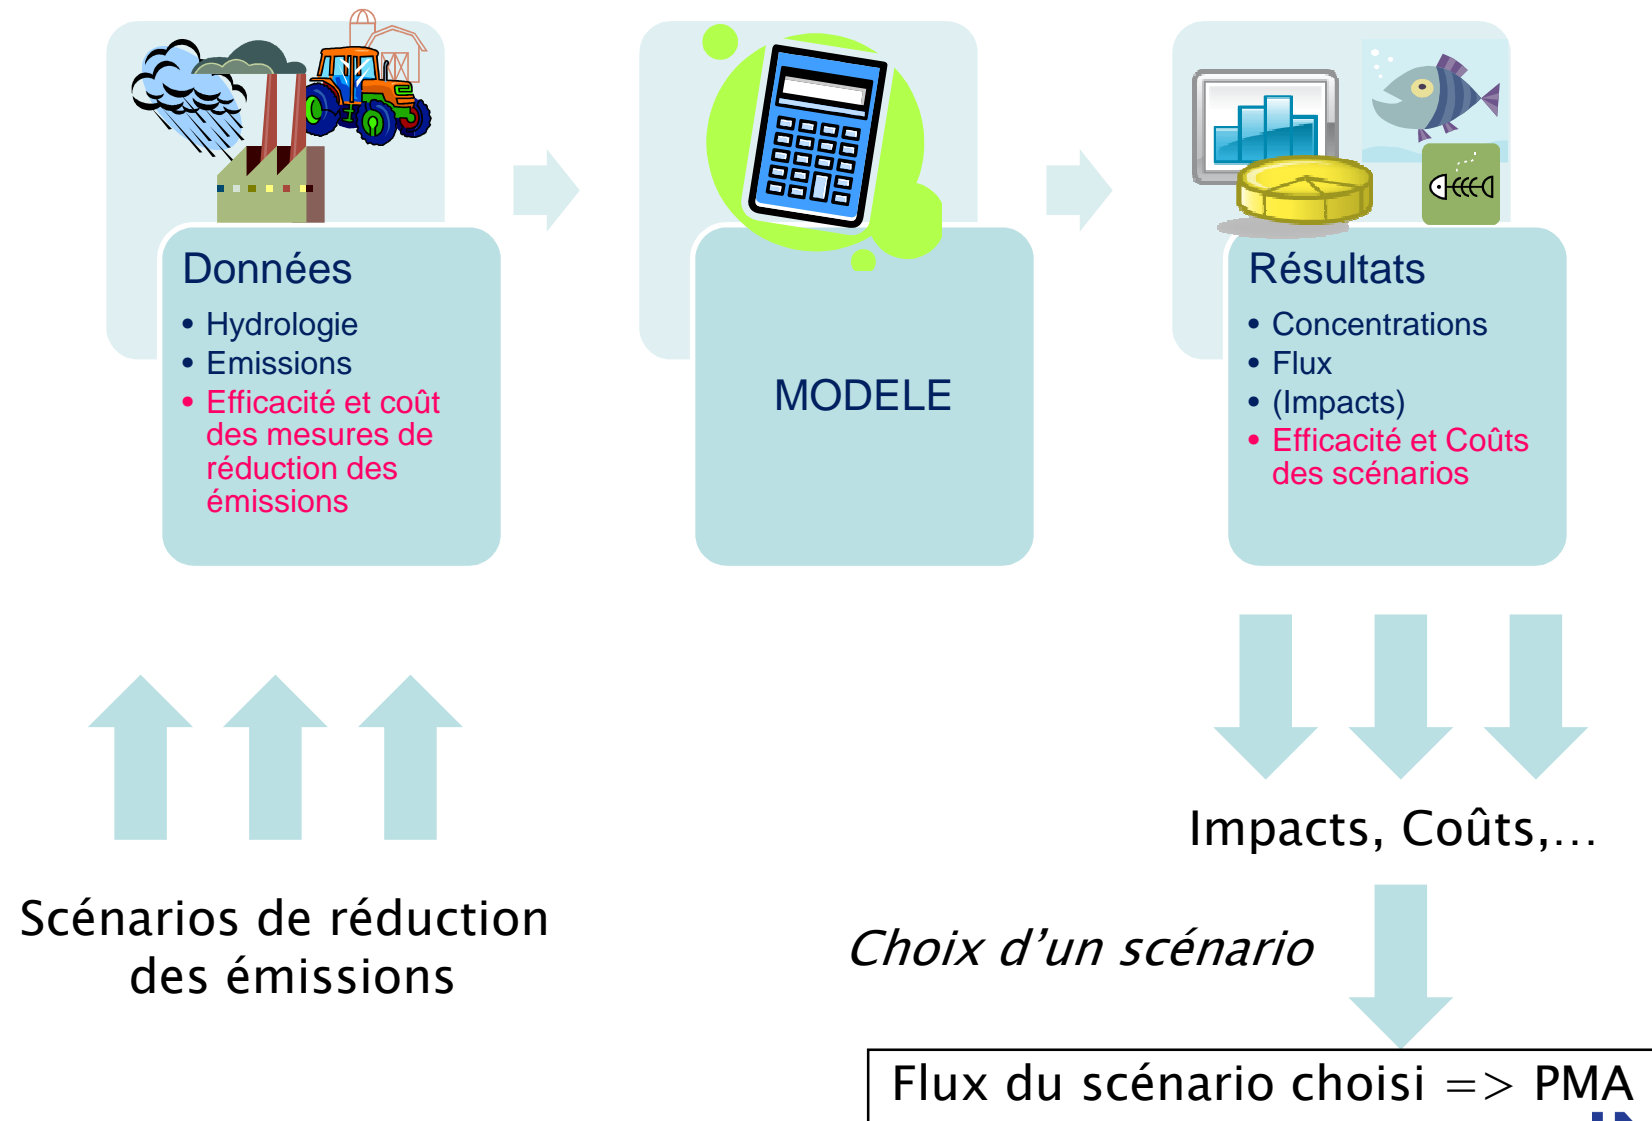 Données
• Hydrologie
• Emissions
• Efficacité et coût
des mesures de
réduction des
émissions
MODELE
Résultats
• Concentrations
• Flux
• (Impacts)
• Efficacité et Coûts
des scénarios
Impacts, Coûts,...
Scénarios de réduction
des émissions
Choix d’un scénario
Flux du scénario choisi => PMA